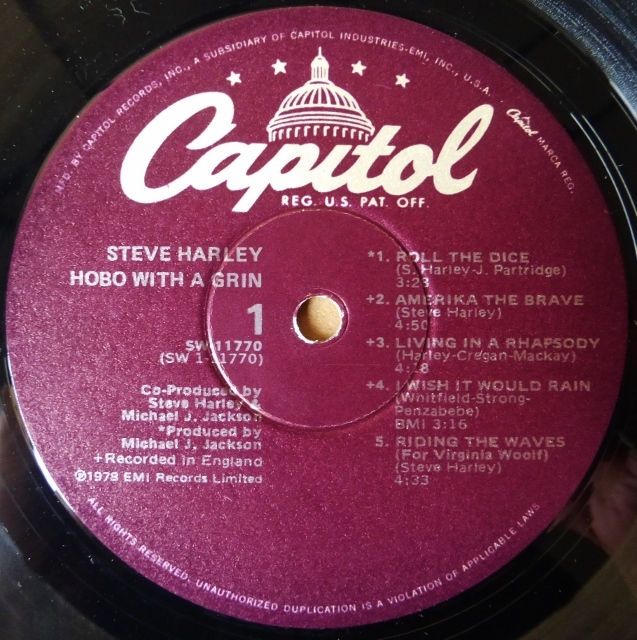 MFD. BY CAPITOL RECORDS, INC., A SUBSIDIARY OF CAPITOL INDUSTRIES-EMI, INC., U.S.A.
Capitol MARCA REG.
Capitol
REG. U.S. PAT. OFF.
STEVE HARLEY
HOBO WITH A GRIN
1
SW-11770
(SW 1-11770)
Co-Produced by
Steve Harley &
Michael J. Jackson
*Produced by
Michael J. Jackson
+Recorded in England
℗1978 EMI Records Limited
*1. ROLL THE DICE
(S. Harley-J. Partridge)
3:23
+2. AMERIKA THE BRAVE
(Steve Harley)
4:50
+3. LIVING IN A RHAPSODY
(Harley-Cregan-Mackay)
4:18
+4. I WISH IT WOULD RAIN
(Whitfield-Strong-
Penzabebe)
BMI 3:16
5. RIDING THE WAVES
(For Virginia Woolf)
(Steve Harley)
4:33
ALL RIGHTS RESERVED. UNAUTHORIZED DUPLICATION IS A VIOLATION OF APPLICABLE LAWS